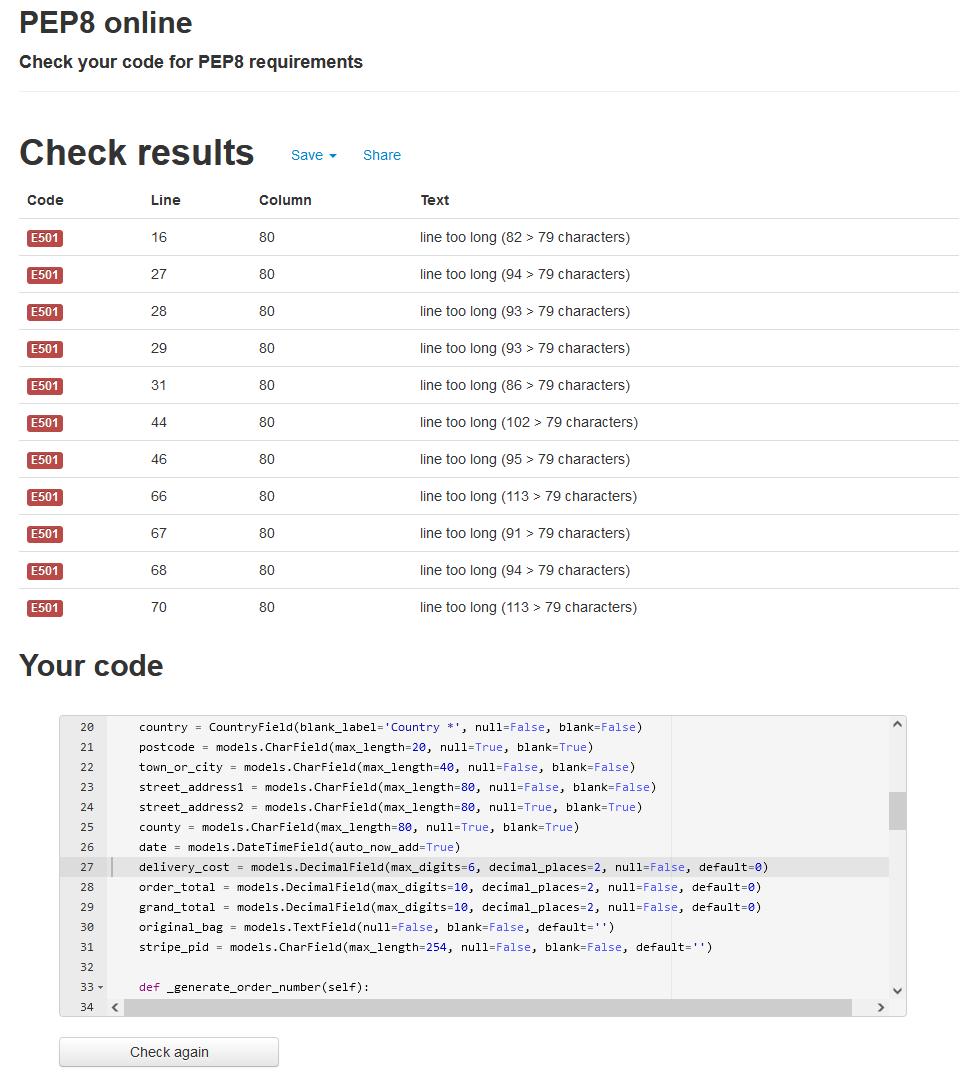 PEP8 online
Check your code for PEP8 requirements
Check results Save Share
Code Line Column Text
E501 16 80 line too long (82 > 79 characters)
E501 27 80 line too long (94 > 79 characters)
E501 28 80 line too long (93 > 79 characters)
E501 29 80 line too long (93 > 79 characters)
E501 31 80 line too long (86 > 79 characters)
E501 44 80 line too long (102 > 79 characters)
E501 46 80 line too long (95 > 79 characters)
E501 66 80 line too long (113 > 79 characters)
E501 67 80 line too long (91 > 79 characters)
E501 68 80 line too long (94 > 79 characters)
E501 70 80 line too long (113 > 79 characters)
Your code
20 country = CountryField(blank_label='Country *', null=False, blank=False)
21 postcode = models.CharField(max_length=20, null=True, blank=True)
22 town_or_city = models.CharField(max_length=40, null=False, blank=False)
23 street_address1 = models.CharField(max_length=80, null=False, blank=False)
24 street_address2 = models.CharField(max_length=80, null=True, blank=True)
25 county = models.CharField(max_length=80, null=True, blank=True)
26 date = models.DateTimeField(auto_now_add=True)
27 delivery_cost = models.DecimalField(max_digits=6, decimal_places=2, null=False, default=0)
28 order_total = models.DecimalField(max_digits=10, decimal_places=2, null=False, default=0)
29 grand_total = models.DecimalField(max_digits=10, decimal_places=2, null=False, default=0)
30 original_bag = models.TextField(null=False, blank=False, default='')
31 stripe_pid = models.CharField(max_length=254, null=False, blank=False, default='')
32
33 def _generate_order_number(self):
34
Check again